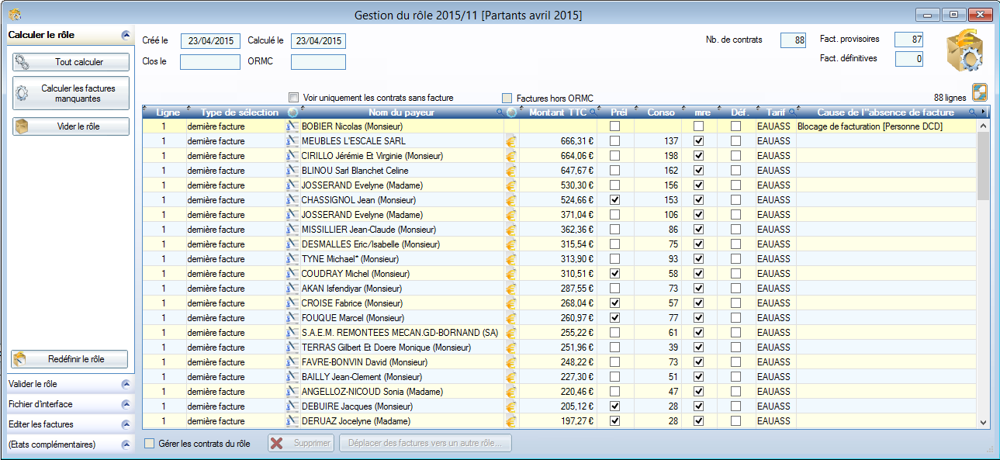 Gestion du rôle 2015/11 [Partants avril 2015]
Calculer le rôle
Tout calculer
Calculer les factures
manquantes
Vider le rôle
Redéfinir le rôle
Valider le rôle
Fichier d'interface
Editer les factures
(Etats complémentaires)
Créé le 23/04/2015 Calculé le 23/04/2015
Clos le ORMC
Nb. de contrats 88 Fact. provisoires 87
Fact. définitives 0
Voir uniquement les contrats sans facture Factures hors ORMC 88 lignes
Ligne Type de sélection Nom du payeur Montant TTC Prél Conso mre Déf. Tarif Cause de l''absence de facture
1 dernière facture BOBIER Nicolas (Monsieur) EAUASS Blocage de facturation [Personne DCD]
1 dernière facture MEUBLES L'ESCALE SARL 666,31 € 137 EAUASS
1 dernière facture CIRILLO Jérémie Et Virginie (Monsieur) 664,06 € 198 EAUASS
1 dernière facture BLINOU Sarl Blanchet Celine 647,67 € 162 EAUASS
1 dernière facture JOSSERAND Evelyne (Madame) 530,30 € 156 EAUASS
1 dernière facture CHASSIGNOL Jean (Monsieur) 524,66 € 153 EAUASS
1 dernière facture JOSSERAND Evelyne (Madame) 371,04 € 106 EAUASS
1 dernière facture MISSILLIER Jean-Claude (Monsieur) 362,36 € 86 EAUASS
1 dernière facture DESMALLES Eric/Isabelle (Monsieur) 315,54 € 75 EAUASS
1 dernière facture TYNE Michael* (Monsieur) 313,90 € 93 EAUASS
1 dernière facture COUDRAY Michel (Monsieur) 310,51 € 58 EAUASS
1 dernière facture AKAN Isfendiyar (Monsieur) 287,55 € 73 EAUASS
1 dernière facture CROISE Fabrice (Monsieur) 268,04 € 57 EAUASS
1 dernière facture FOUQUE Marcel (Monsieur) 260,97 € 77 EAUASS
1 dernière facture S.A.E.M. REMONTEES MECAN.GD-BORNAND (SA) 255,22 € 61 EAUASS
1 dernière facture TERRAS Gilbert Et Doere Monique (Monsieur) 251,96 € 39 EAUASS
1 dernière facture FAVRE-BONVIN David (Monsieur) 248,22 € 73 EAUASS
1 dernière facture BAILLY Jean-Clement (Monsieur) 227,30 € 51 EAUASS
1 dernière facture ANGELLOZ-NICOUD Sonia (Madame) 220,46 € 47 EAUASS
1 dernière facture DEBUIRE Jacques (Monsieur) 205,12 € 28 EAUASS
1 dernière facture DERUAZ Jocelyne (Madame) 197,27 € 28 EAUASS
Gérer les contrats du rôle Supprimer Déplacer des factures vers un autre rôle...